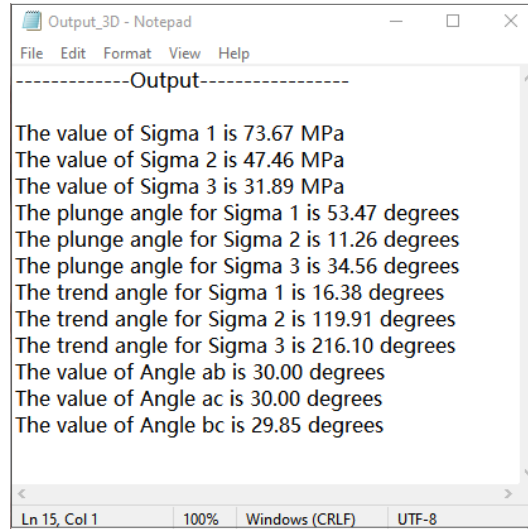 Output_3D - Notepad
File Edit Format View Help
-------------Output-----------------
The value of Sigma 1 is 73.67 MPa
The value of Sigma 2 is 47.46 MPa
The value of Sigma 3 is 31.89 MPa
The plunge angle for Sigma 1 is 53.47 degrees
The plunge angle for Sigma 2 is 11.26 degrees
The plunge angle for Sigma 3 is 34.56 degrees
The trend angle for Sigma 1 is 16.38 degrees
The trend angle for Sigma 2 is 119.91 degrees
The trend angle for Sigma 3 is 216.10 degrees
The value of Angle ab is 30.00 degrees
The value of Angle ac is 30.00 degrees
The value of Angle bc is 29.85 degrees
Ln 15, Col 1 100% Windows (CRLF) UTF-8